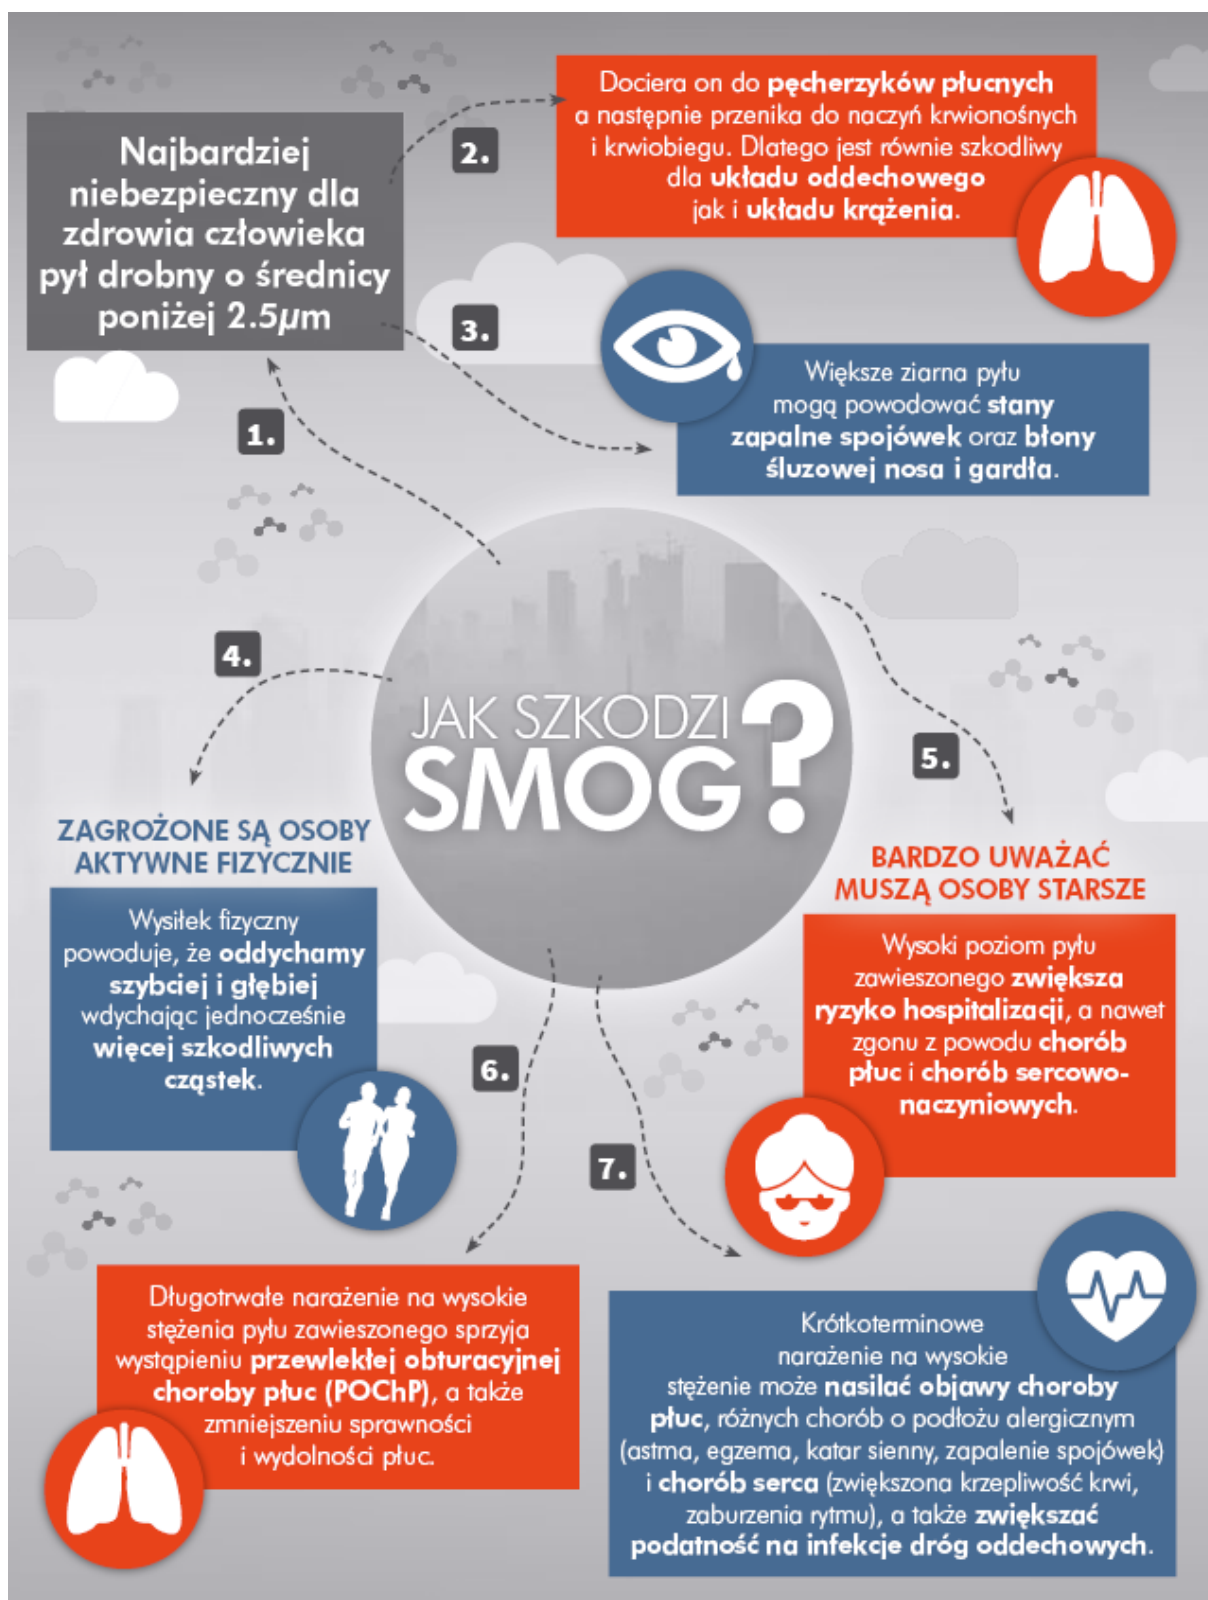 JAK SZKODZI
SMOG?
1.
Najbardziej
niebezpieczny dla
zdrowia człowieka
pył drobny o średnicy
poniżej 2.5µm
2.
Dociera on do pęcherzyków płucnych
a następnie przenika do naczyń krwionośnych
i krwiobiegu. Dlatego jest równie szkodliwy
dla układu oddechowego
jak i układu krążenia.
3.
Większe ziarna pyłu
mogą powodować stany
zapalne spojówek oraz błony
śluzowej nosa i gardła.
4.
ZAGROŻONE SĄ OSOBY
AKTYWNE FIZYCZNIE
Wysiłek fizyczny
powoduje, że oddychamy
szybciej i głębiej
wdychając jednocześnie
więcej szkodliwych
cząstek.
5.
BARDZO UWAŻAĆ
MUSZĄ OSOBY STARSZE
Wysoki poziom pyłu
zawieszonego zwiększa
ryzyko hospitalizacji, a nawet
zgonu z powodu chorób
płuc i chorób sercowo-
naczyniowych.
6.
Długotrwałe narażenie na wysokie
stężenia pyłu zawieszonego sprzyja
wystąpieniu przewlekłej obturacyjnej
choroby płuc (POChP), a także
zmniejszeniu sprawności
i wydolności płuc.
7.
Krótkoterminowe
narażenie na wysokie
stężenie może nasilać objawy choroby
płuc, różnych chorób o podłożu alergicznym
(astma, egzema, katar sienny, zapalenie spojówek)
i chorób serca (zwiększona krzepliwość krwi,
zaburzenia rytmu), a także zwiększać
podatność na infekcje dróg oddechowych.